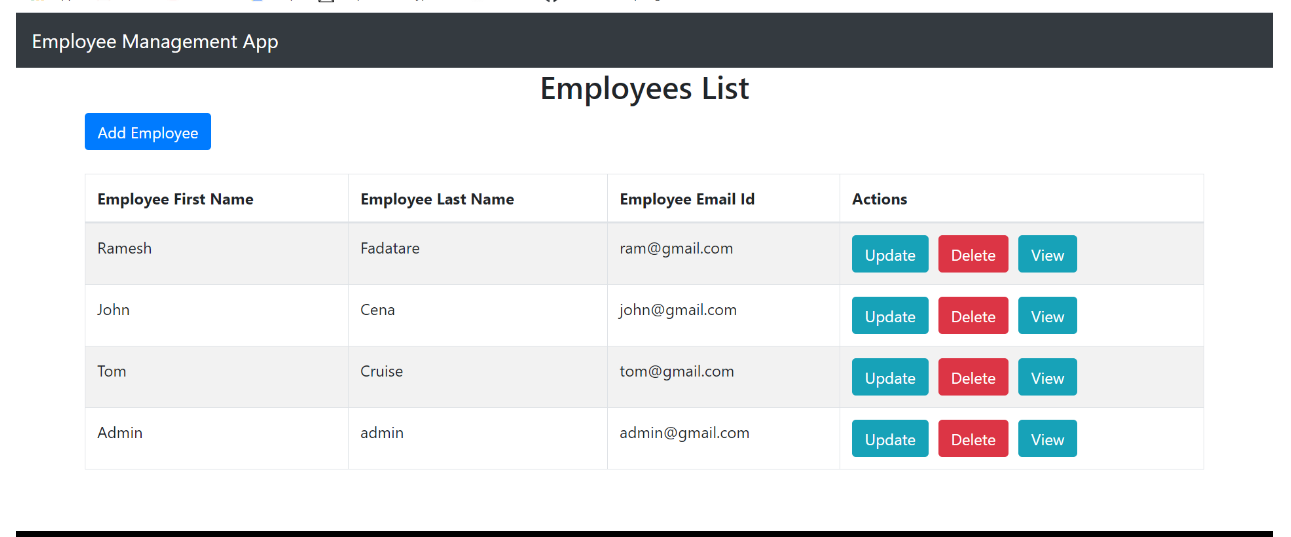 Employee Management App
Employees List
Add Employee
Employee First Name Employee Last Name Employee Email Id Actions
Ramesh Fadatare ram@gmail.com Update Delete View
John Cena john@gmail.com Update Delete View
Tom Cruise tom@gmail.com Update Delete View
Admin admin admin@gmail.com Update Delete View